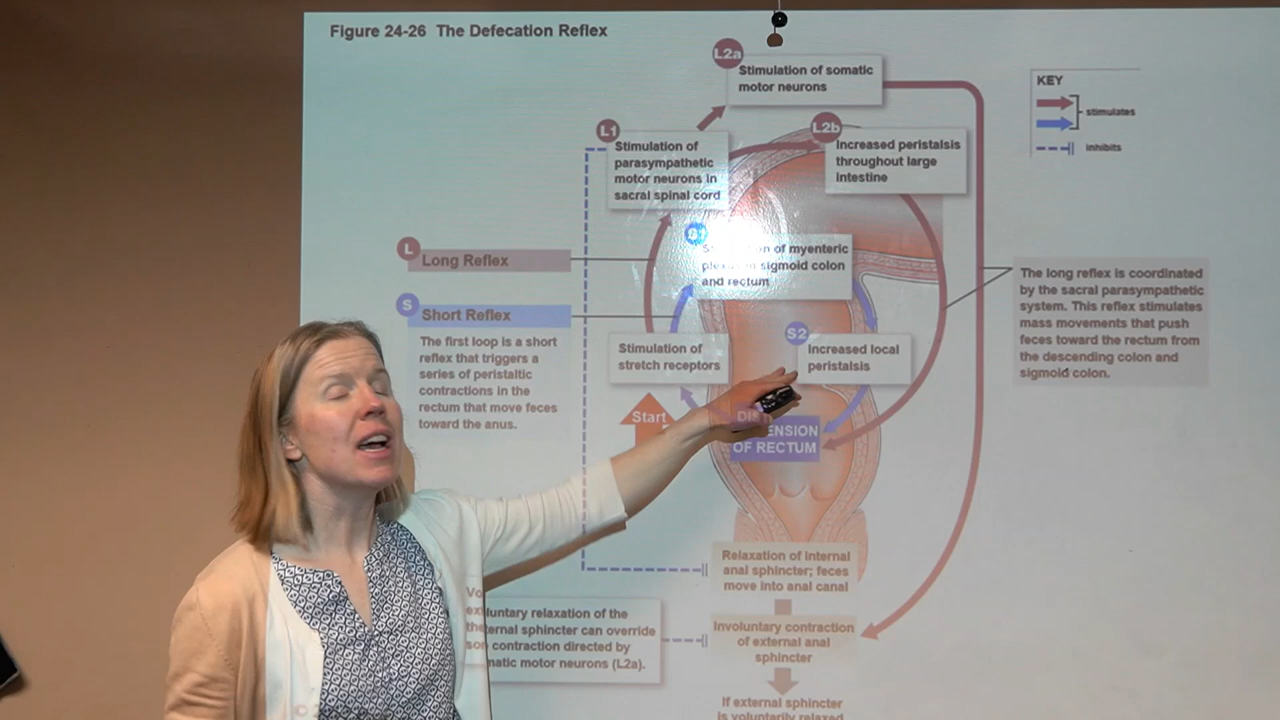 Figure 24-26 The Defecation Reflex
L2a
Stimulation of somatic
motor neurons
KEY
stimulates
inhibits
L1
Stimulation of
parasympathetic
motor neurons in
sacral spinal cord
L2b
Increased peristalsis
throughout large
intestine
of myenteric
sigmoid colon
and rectum
L
Long Reflex
S
Short Reflex
The first loop is a short
reflex that triggers a
series of peristaltic
contractions in the
rectum that move feces
toward the anus.
Stimulation of
stretch receptors
S2
Increased local
peristalsis
The long reflex is coordinated
by the sacral parasympathetic
system. This reflex stimulates
mass movements that push
feces toward the rectum from
the descending colon and
sigmoid colon.
Start
DIS
ENSION
OF RECTUM
Relaxation of internal
anal sphincter; feces
move into anal canal
Involuntary contraction
of external anal
sphincter
luntary relaxation of the
ternal sphincter can override
contraction directed by
matic motor neurons (L2a).
If external sphincter
is voluntarily relaxed